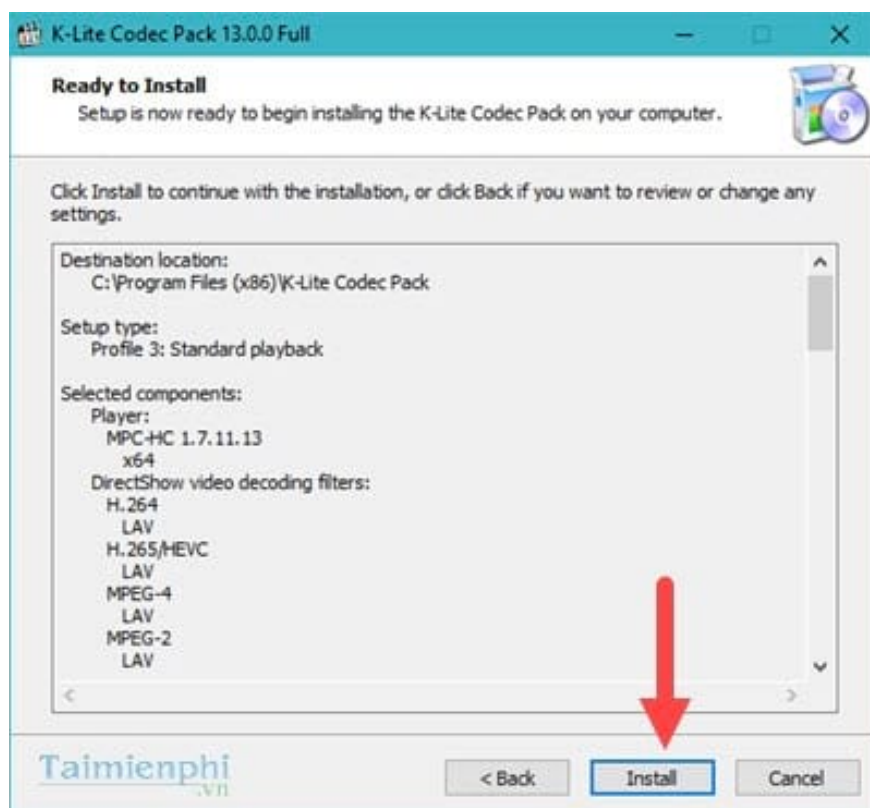 K-Lite Codec Pack 13.0.0 Full
Ready to Install
Setup is now ready to begin installing the K-Lite Codec Pack on your computer.
Click Install to continue with the installation, or click Back if you want to review or change any
settings.
Destination location:
C:\Program Files (x86)\K-Lite Codec Pack
Setup type:
Profile 3: Standard playback
Selected components:
Player:
MPC-HC 1.7.11.13
x64
DirectShow video decoding filters:
H.264
LAV
H.265/HEVC
LAV
MPEG-4
LAV
MPEG-2
LAV
Taimienphi
.vn
< Back
Install
Cancel